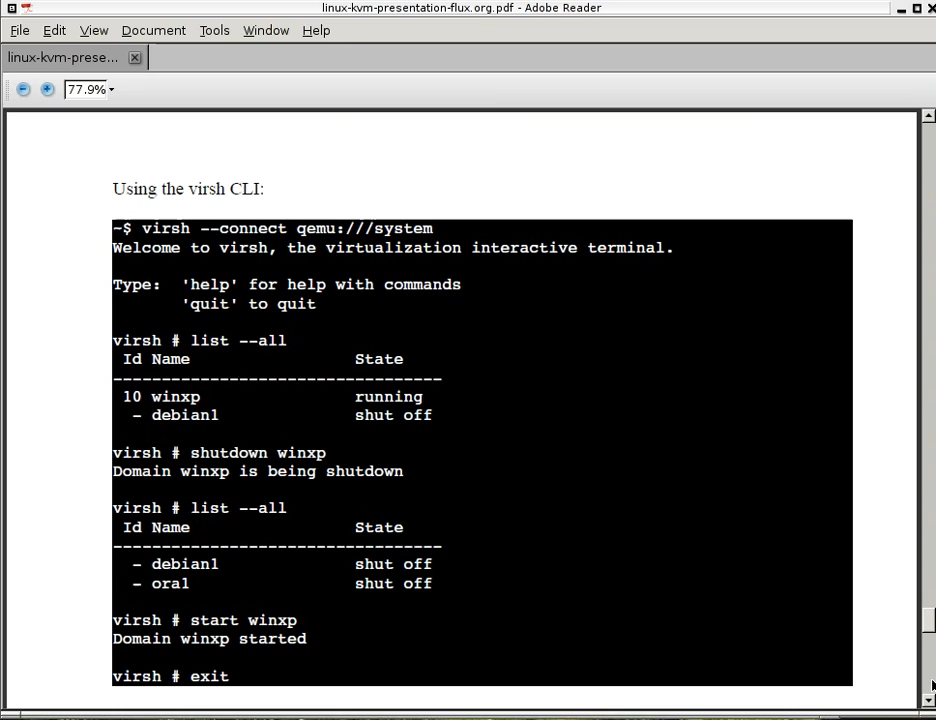 linux-kvm-presentation-flux.org.pdf - Adobe Reader
File Edit View Document Tools Window Help
linux-kvm-prese...
77.9%
Using the virsh CLI:
~$ virsh --connect qemu:///system
Welcome to virsh, the virtualization interactive terminal.
Type:  'help' for help with commands
       'quit' to quit
virsh # list --all
 Id Name                 State
----------------------------------
 10 winxp                running
  - debian1              shut off
virsh # shutdown winxp
Domain winxp is being shutdown
virsh # list --all
 Id Name                 State
----------------------------------
  - debian1              shut off
  - ora1                 shut off
virsh # start winxp
Domain winxp started
virsh # exit